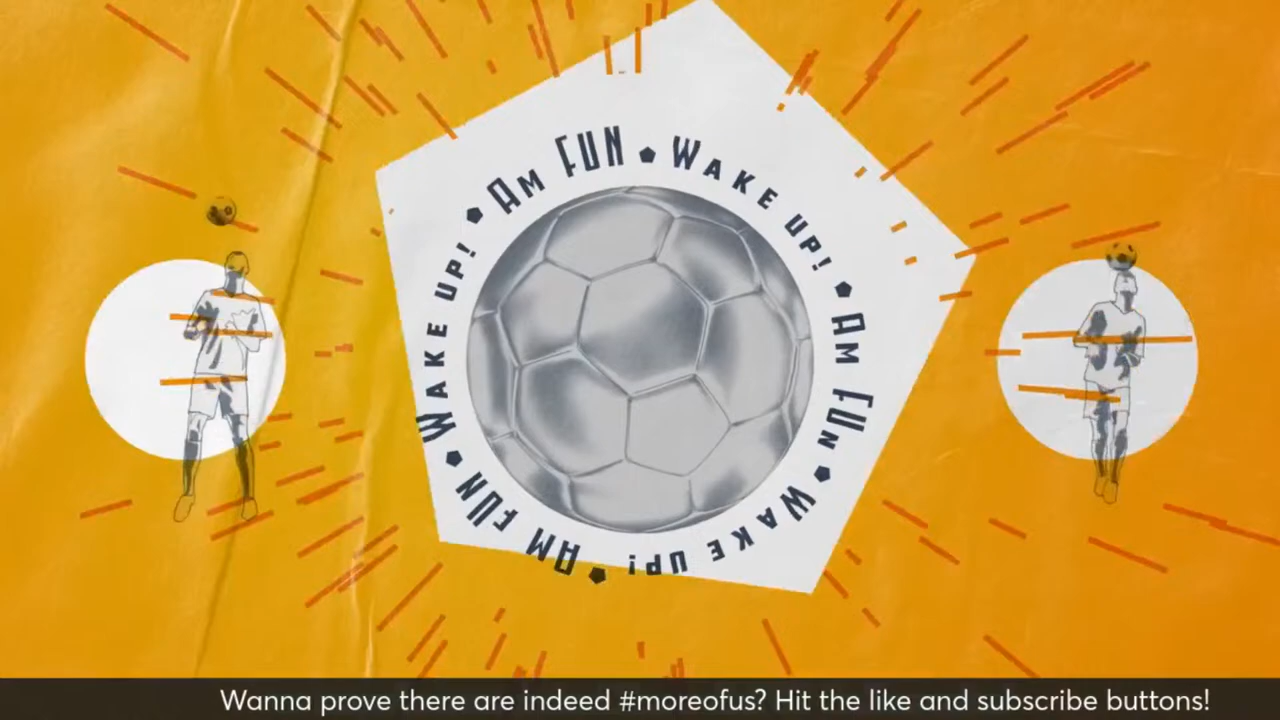 Am FUN • WAKE UP! • Am FUN • WAKE UP! • Am FUN • WAKE UP! •
Wanna prove there are indeed #moreofus? Hit the like and subscribe buttons!